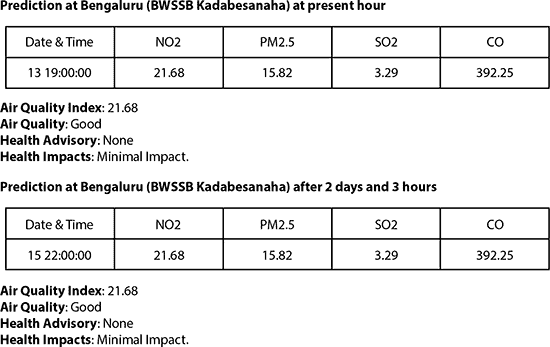 Prediction at Bengaluru (BWSSB Kadabesanaha) at present hour
Date & Time NO2 PM2.5 SO2 CO
13 19:00:00 21.68 15.82 3.29 392.25
Air Quality Index: 21.68
Air Quality: Good
Health Advisory: None
Health Impacts: Minimal Impact.
Prediction at Bengaluru (BWSSB Kadabesanaha) after 2 days and 3 hours
Date & Time NO2 PM2.5 SO2 CO
15 22:00:00 21.68 15.82 3.29 392.25
Air Quality Index: 21.68
Air Quality: Good
Health Advisory: None
Health Impacts: Minimal Impact.